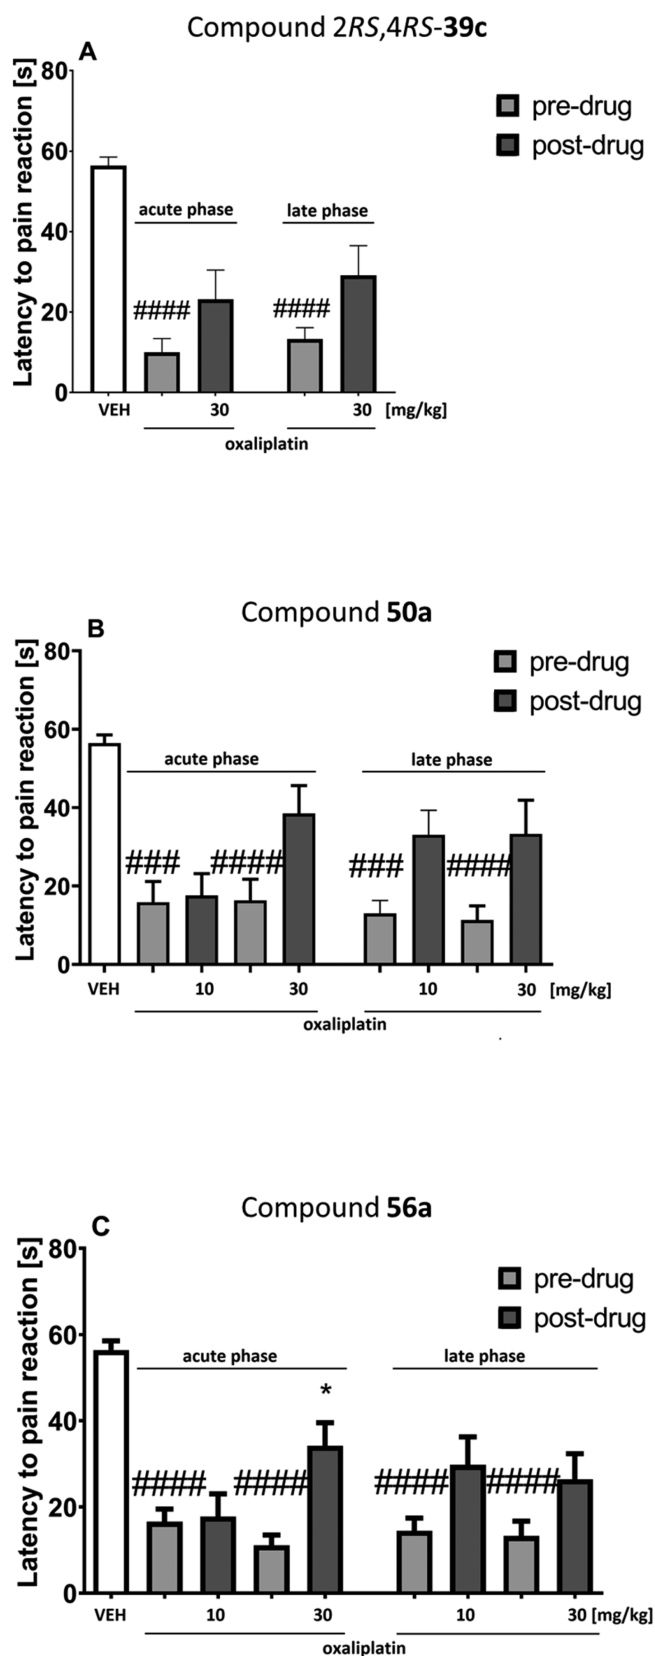 Compound 2RS,4RS-39c
A
Latency to pain reaction [s]
80
60
40
20
0
pre-drug
post-drug
acute phase
late phase
####
####
VEH
30
30
[mg/kg]
oxaliplatin
Compound 50a
B
Latency to pain reaction [s]
80
60
40
20
0
pre-drug
post-drug
acute phase
late phase
###
####
###
####
VEH
10
30
10
30
[mg/kg]
oxaliplatin
Compound 56a
C
Latency to pain reaction [s]
80
60
40
20
0
pre-drug
post-drug
acute phase
late phase
*
####
####
####
####
VEH
10
30
10
30
[mg/kg]
oxaliplatin